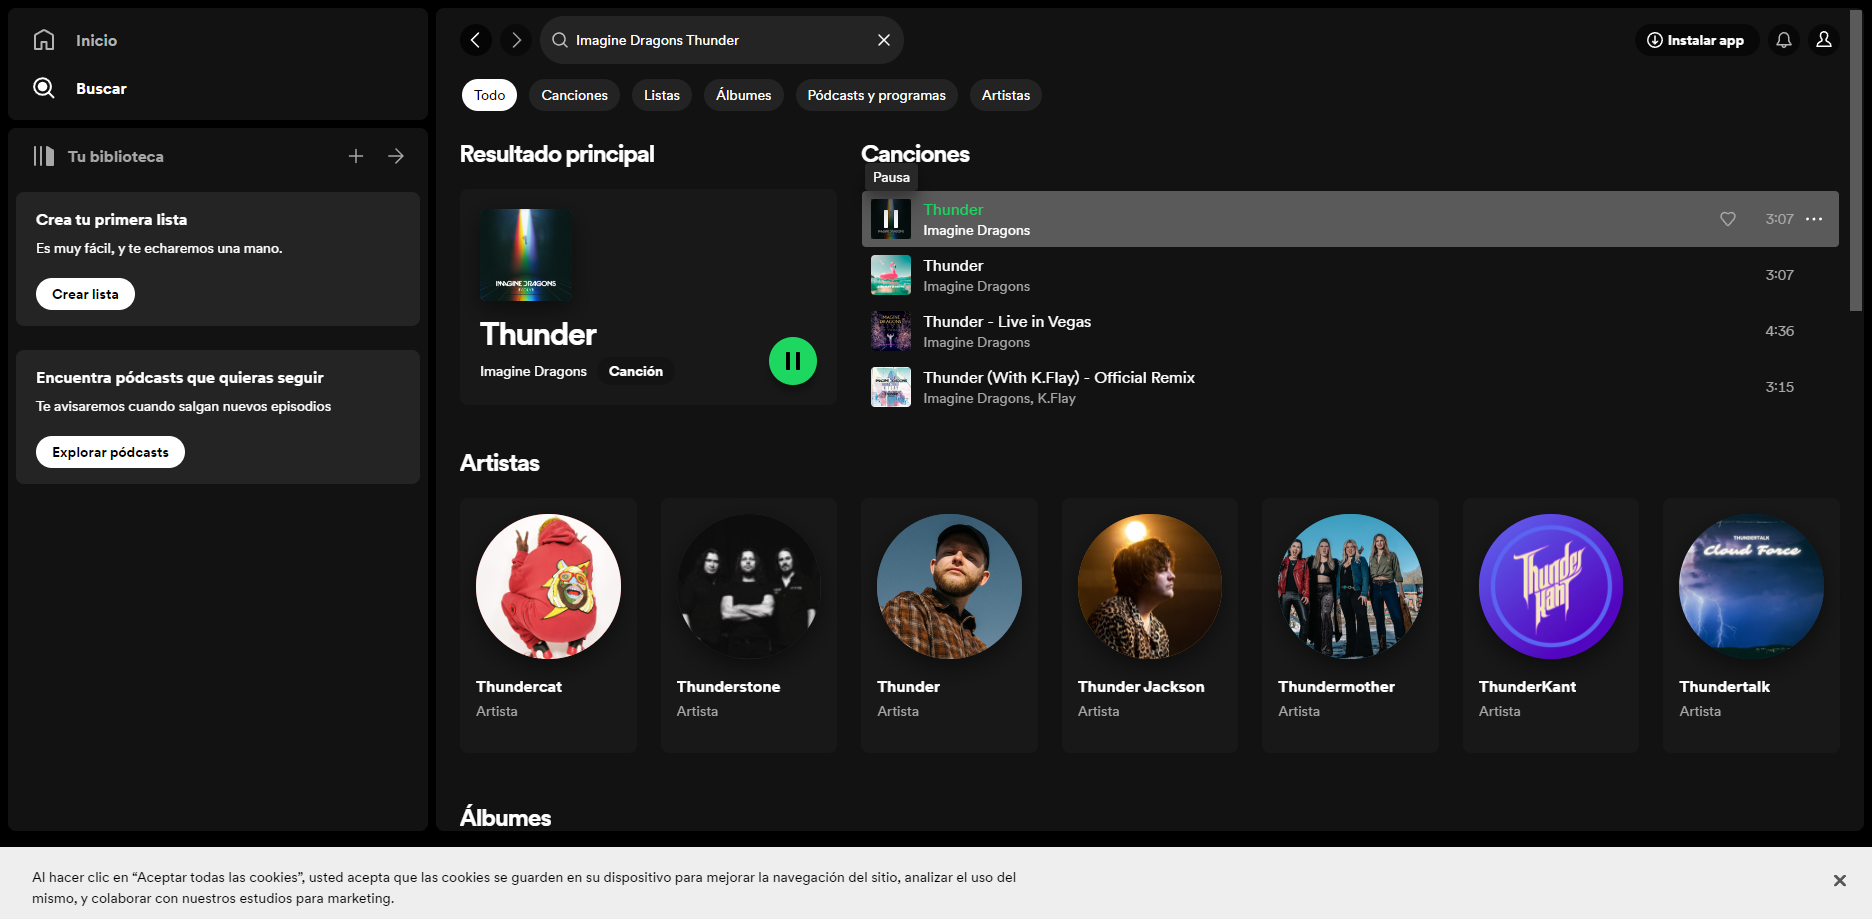 Inicio
Buscar
Tu biblioteca
Crea tu primera lista
Es muy fácil, y te echaremos una mano.
Crear lista
Encuentra pódcasts que quieras seguir
Te avisaremos cuando salgan nuevos episodios
Explorar pódcasts
Imagine Dragons Thunder
Instalar app
Todo
Canciones
Listas
Álbumes
Pódcasts y programas
Artistas
Resultado principal
IMAGINE DRAGONS
Thunder
Imagine Dragons
Canción
Canciones
Pausa
Thunder
Imagine Dragons
3:07
Thunder
Imagine Dragons
3:07
Thunder - Live in Vegas
Imagine Dragons
4:36
Thunder (With K.Flay) - Official Remix
Imagine Dragons, K.Flay
3:15
Artistas
Thundercat
Artista
Thunderstone
Artista
Thunder
Artista
Thunder Jackson
Artista
Thundermother
Artista
Thunder
Kant
ThunderKant
Artista
THUNDERTALK
Cloud Force
Thundertalk
Artista
Álbumes
Al hacer clic en “Aceptar todas las cookies”, usted acepta que las cookies se guarden en su dispositivo para mejorar la navegación del sitio, analizar el uso del
mismo, y colaborar con nuestros estudios para marketing.